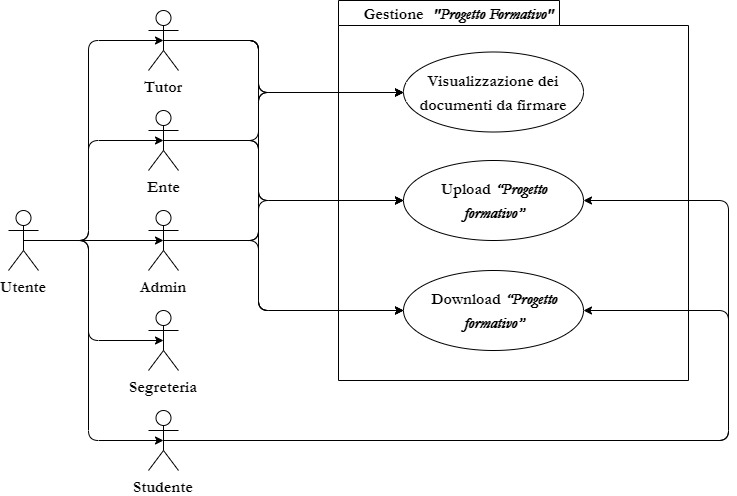 Gestione "Progetto Formativo"
Tutor
Visualizzazione dei
documenti da firmare
Ente
Upload “Progetto
formativo”
Utente
Admin
Download “Progetto
formativo”
Segreteria
Studente